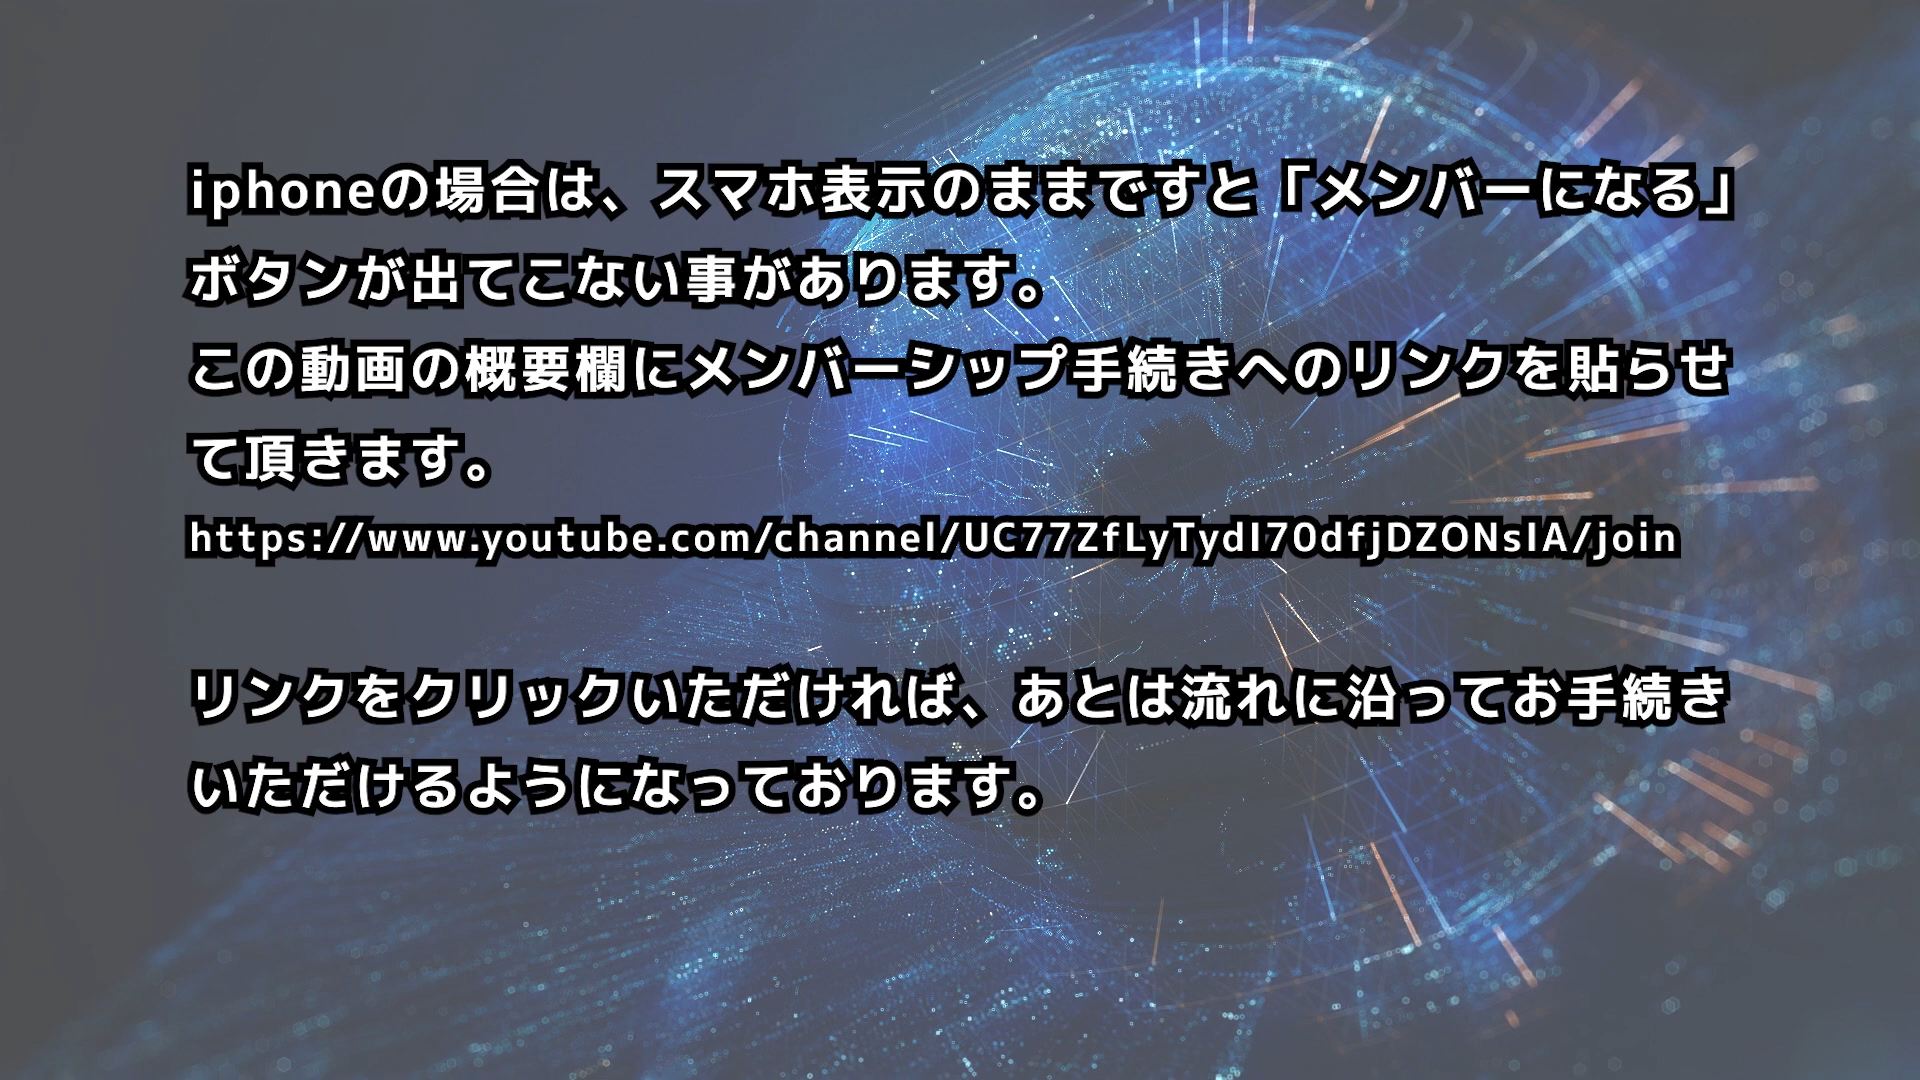 iphoneの場合は、スマホ表示のままですと「メンバーになる」
ボタンが出てこない事があります。
この動画の概要欄にメンバーシップ手続きへのリンクを貼らせ
て頂きます。
https://www.youtube.com/channel/UC77ZfLyTydI70dfjDZONsIA/join
リンクをクリックいただければ、あとは流れに沿ってお手続き
いただけるようになっております。